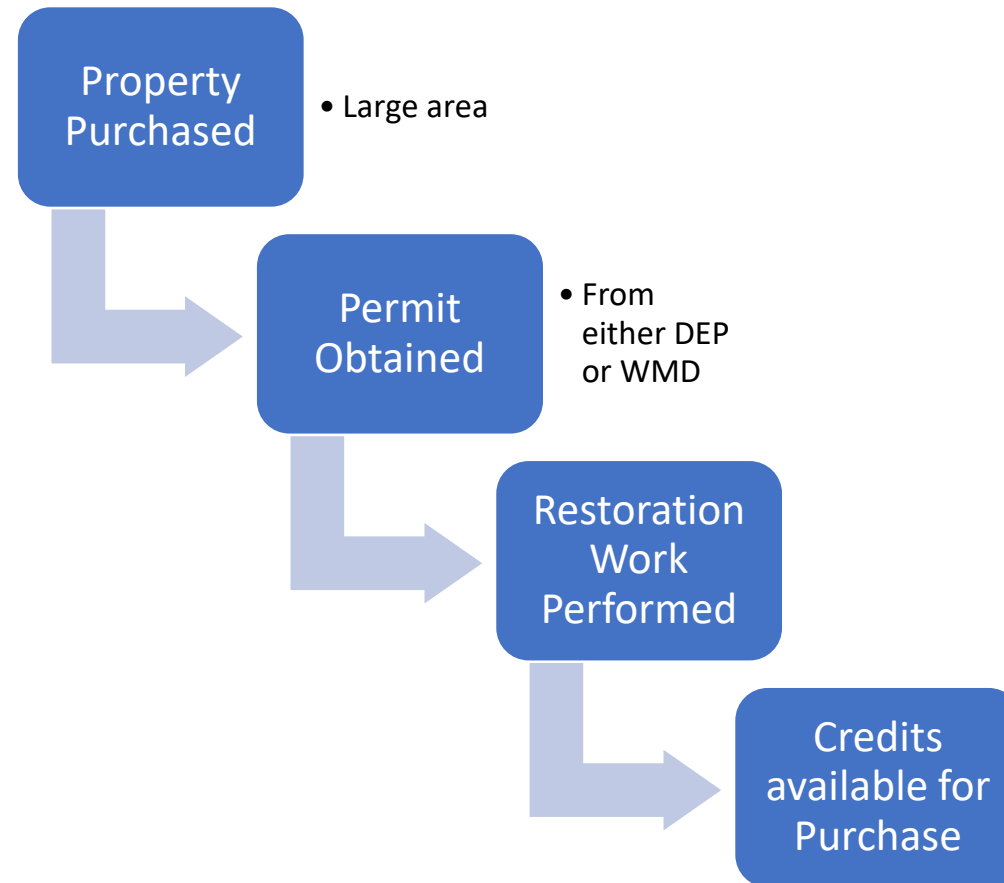 Property
Purchased
• Large area
Permit
Obtained
• From
either DEP
or WMD
Restoration
Work
Performed
Credits
available for
Purchase